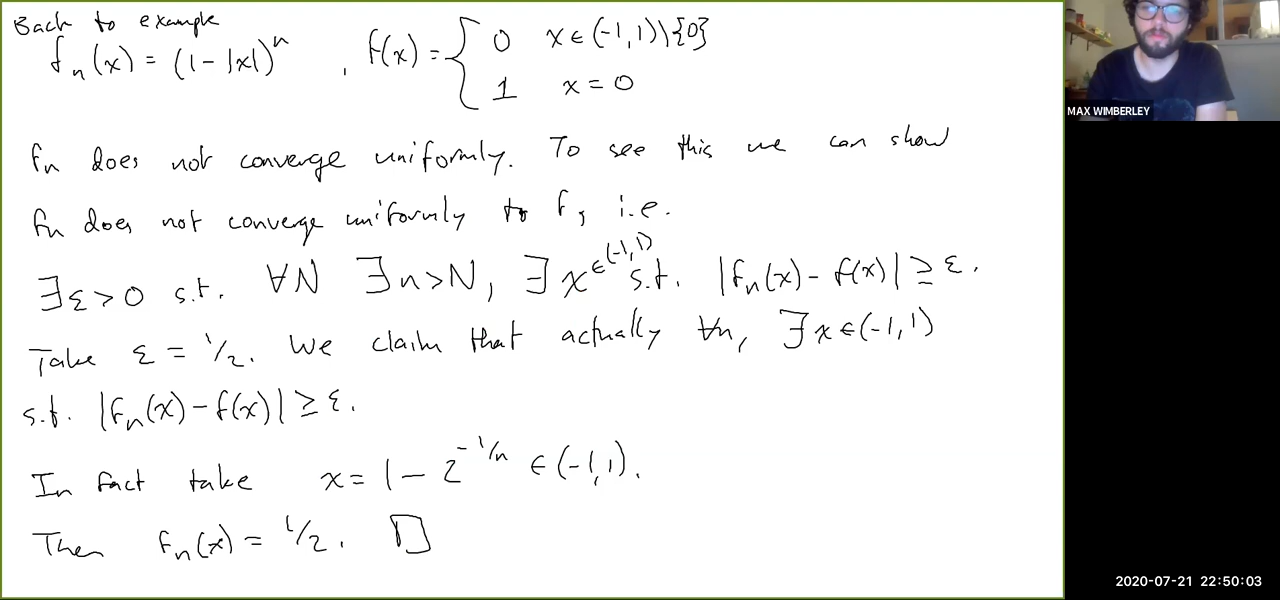 Back to example
fₙ(x) = (1 - |x|)ⁿ , f(x) = { 0 x ∈ (-1,1)\{0}
1 x = 0
fₙ does not converge uniformly. To see this we can show
fₙ does not converge uniformly to f, i.e.
∃ε > 0 s.t. ∀N ∃n > N, ∃x ∈ (-1,1) s.t. |fₙ(x) - f(x)| ≥ ε.
Take ε = 1/2. We claim that actually ∀n, ∃x ∈ (-1,1)
s.t. |fₙ(x) - f(x)| ≥ ε.
In fact take x = 1 - 2^{-1/n} ∈ (-1,1).
Then fₙ(x) = 1/2. □
MAX WIMBERLEY
2020-07-21 22:50:03